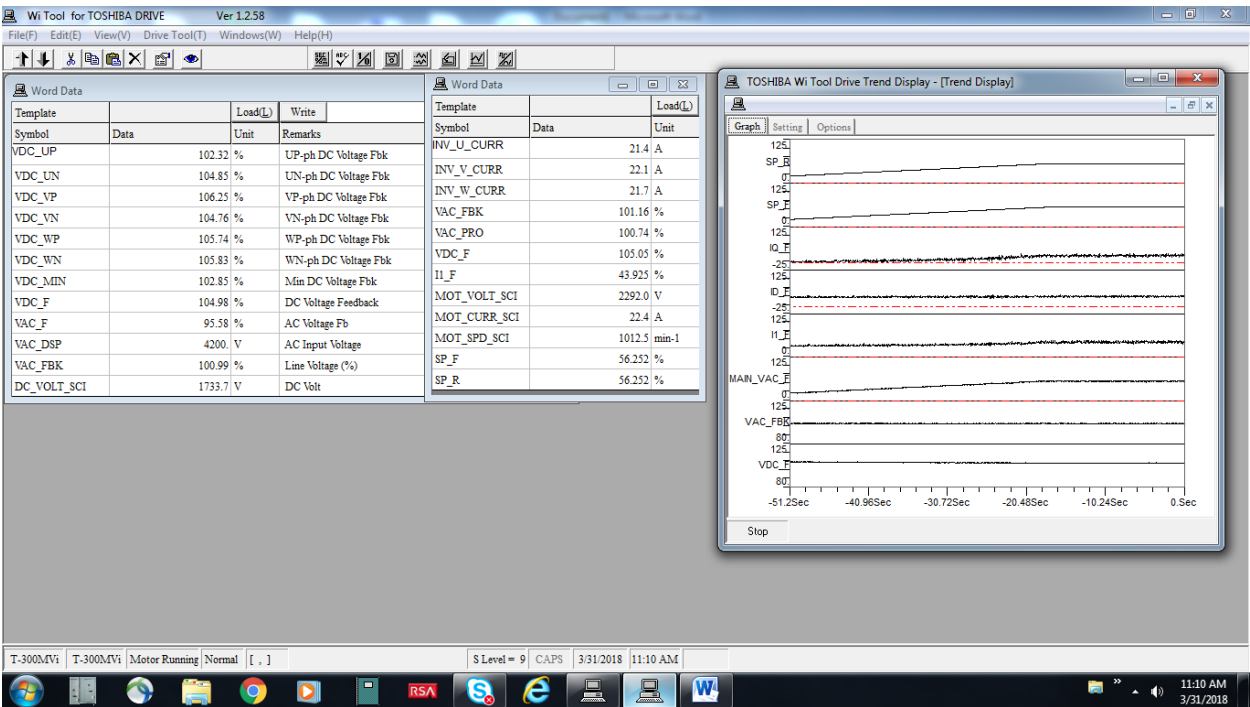 Wi Tool for TOSHIBA DRIVE Ver 1.2.58
File(F) Edit(E) View(V) Drive Tool(T) Windows(W) Help(H)
Word Data
Template Load(L) Write
Symbol Data Unit Remarks
VDC_UP 102.32 % UP-ph DC Voltage Fbk
VDC_UN 104.85 % UN-ph DC Voltage Fbk
VDC_VP 106.25 % VP-ph DC Voltage Fbk
VDC_VN 104.76 % VN-ph DC Voltage Fbk
VDC_WP 105.74 % WP-ph DC Voltage Fbk
VDC_WN 105.83 % WN-ph DC Voltage Fbk
VDC_MIN 102.85 % Min DC Voltage Fbk
VDC_F 104.98 % DC Voltage Feedback
VAC_F 95.58 % AC Voltage Fb
VAC_DSP 4200. V AC Input Voltage
VAC_FBK 100.99 % Line Voltage (%)
DC_VOLT_SCI 1733.7 V DC Volt
Word Data
Template Load(L)
Symbol Data Unit
INV_U_CURR 21.4 A
INV_V_CURR 22.1 A
INV_W_CURR 21.7 A
VAC_FBK 101.16 %
VAC_PRO 100.74 %
VDC_F 105.05 %
I1_F 43.925 %
MOT_VOLT_SCI 2292.0 V
MOT_CURR_SCI 22.4 A
MOT_SPD_SCI 1012.5 min-1
SP_F 56.252 %
SP_R 56.252 %
TOSHIBA Wi Tool Drive Trend Display - [Trend Display]
Graph Setting Options
125.
SP_R
0.
125.
SP_F
0.
125.
IQ_F
-25.
125.
ID_F
-25.
125.
I1_F
0.
125.
MAIN_VAC_F
0.
125.
VAC_FBK
80.
125.
VDC_F
80.
-51.2Sec -40.96Sec -30.72Sec -20.48Sec -10.24Sec 0.Sec
Stop
T-300MVi T-300MVi Motor Running Normal [ , ] S Level = 9 CAPS 3/31/2018 11:10 AM
RSA
11:10 AM
3/31/2018